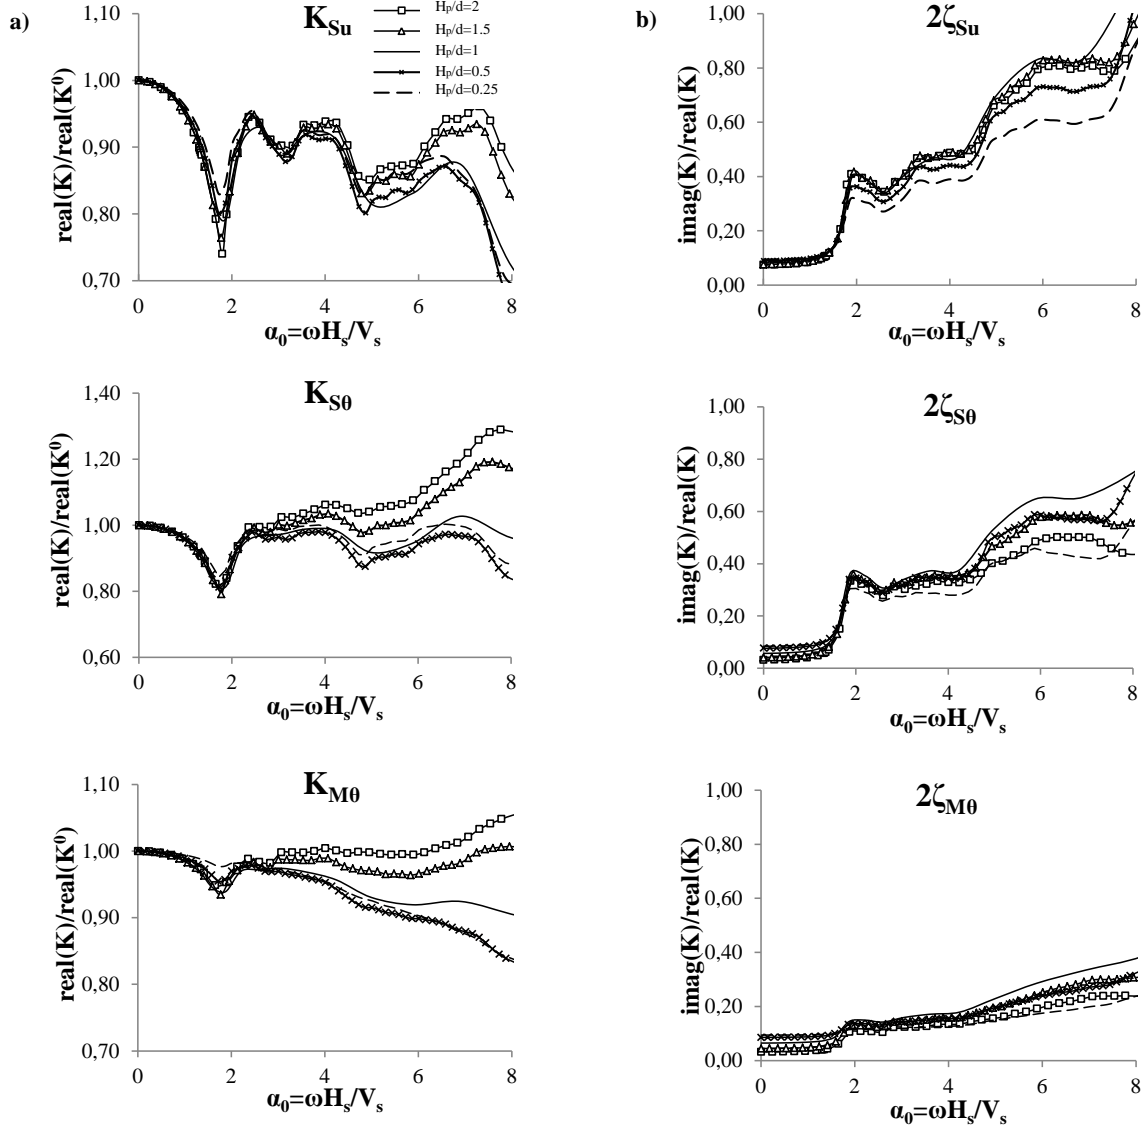 a)
K_Su
H_p/d=2
H_p/d=1.5
H_p/d=1
H_p/d=0.5
H_p/d=0.25
real(K)/real(K⁰)
1,10
1,00
0,90
0,80
0,70
0 2 4 6 8
α₀=ωH_s/V_s
b)
2ζ_Su
imag(K)/real(K)
1,00
0,80
0,60
0,40
0,20
0,00
0 2 4 6 8
α₀=ωH_s/V_s
K_Sθ
real(K)/real(K⁰)
1,40
1,20
1,00
0,80
0,60
0 2 4 6 8
α₀=ωH_s/V_s
2ζ_Sθ
imag(K)/real(K)
1,00
0,80
0,60
0,40
0,20
0,00
0 2 4 6 8
α₀=ωH_s/V_s
K_Mθ
real(K)/real(K⁰)
1,10
1,00
0,90
0,80
0,70
0 2 4 6 8
α₀=ωH_s/V_s
2ζ_Mθ
imag(K)/real(K)
1,00
0,80
0,60
0,40
0,20
0,00
0 2 4 6 8
α₀=ωH_s/V_s